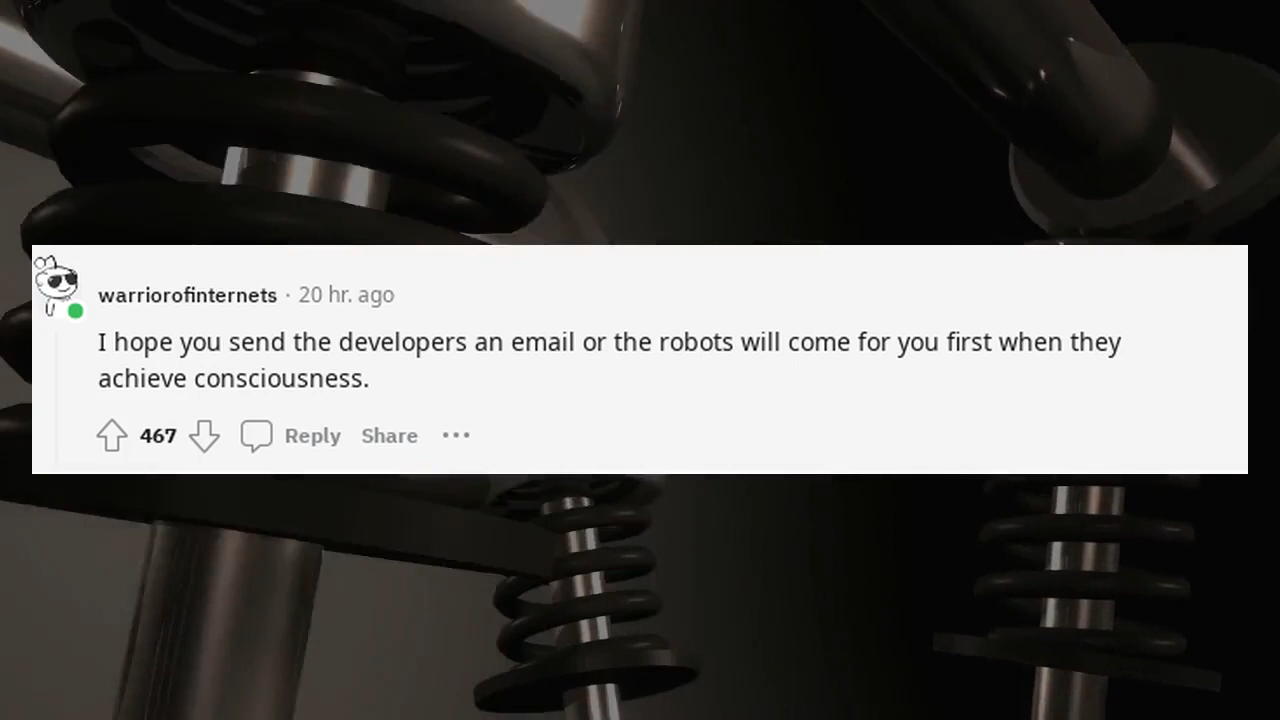 warriorofinternets · 20 hr. ago
I hope you send the developers an email or the robots will come for you first when they
achieve consciousness.
467 Reply Share ···